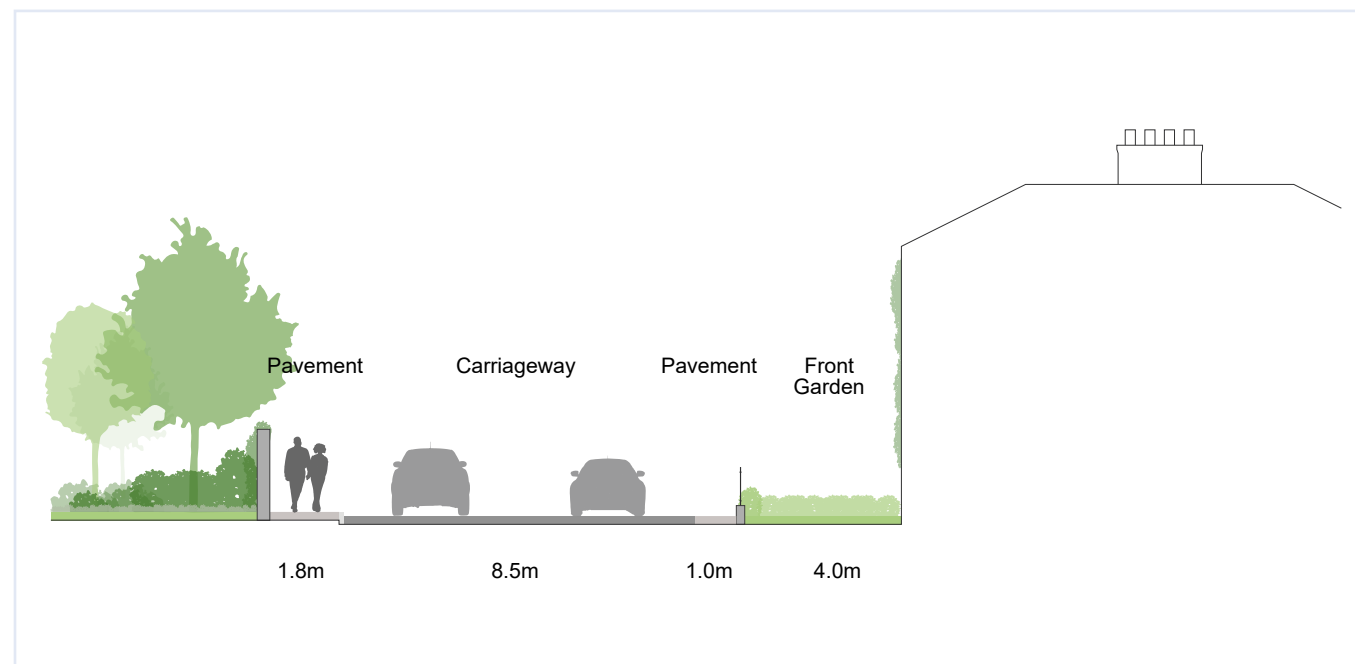 Pavement
Carriageway
Pavement
Front
Garden
1.8m
8.5m
1.0m
4.0m